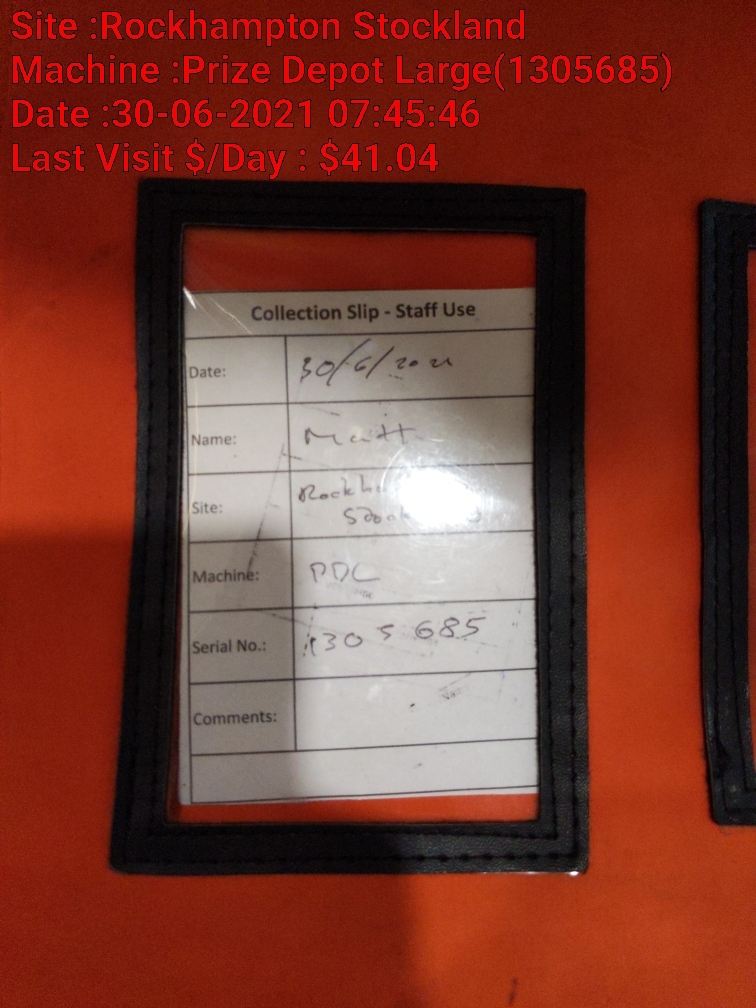 Site :Rockhampton Stockland
Machine :Prize Depot Large(1305685)
Date :30-06-2021 07:45:46
Last Visit $/Day : $41.04
Collection Slip - Staff Use
Date: 30/6/2021
Name: Matt
Site:
Machine: PDL
Serial No.: 1305685
Comments: